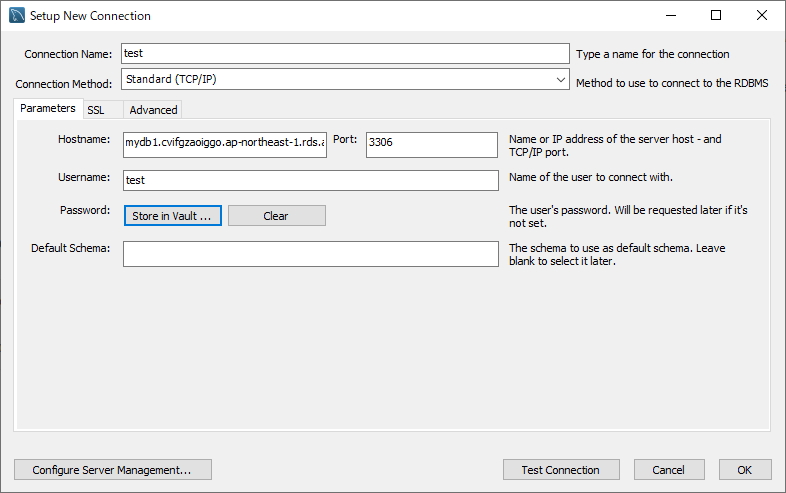 Setup New Connection
Connection Name: test Type a name for the connection
Connection Method: Standard (TCP/IP) Method to use to connect to the RDBMS
Parameters SSL Advanced
Hostname: mydb1.cvifgzaoiggo.ap-northeast-1.rds.a Port: 3306 Name or IP address of the server host - and
TCP/IP port.
Username: test Name of the user to connect with.
Password: Store in Vault ... Clear The user's password. Will be requested later if it's
not set.
Default Schema: The schema to use as default schema. Leave
blank to select it later.
Configure Server Management... Test Connection Cancel OK